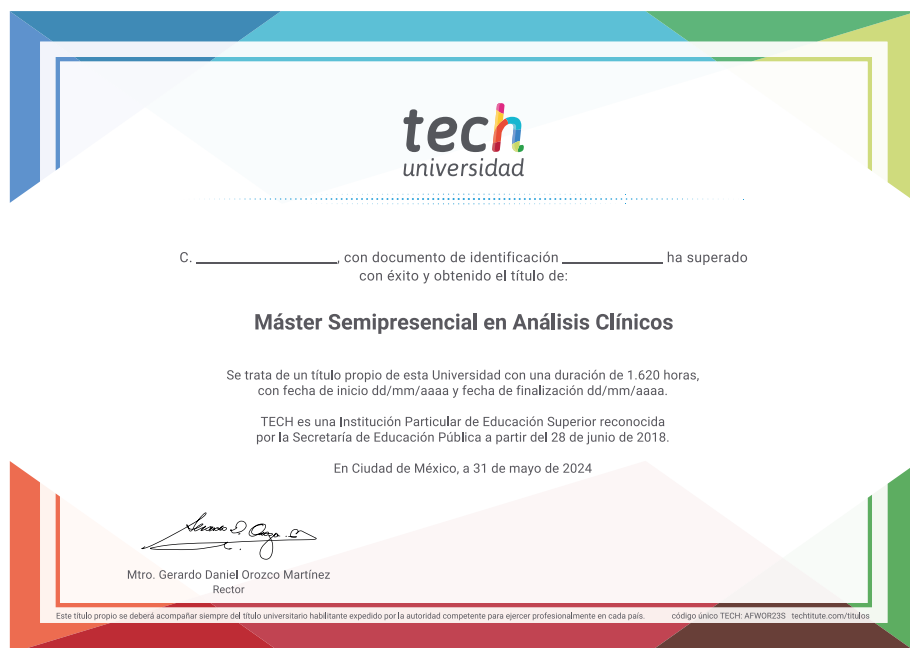 tech
universidad
C. ____________, con documento de identificación ____________ ha superado
con éxito y obtenido el título de:
Máster Semipresencial en Análisis Clínicos
Se trata de un título propio de esta Universidad con una duración de 1.620 horas,
con fecha de inicio dd/mm/aaaa y fecha de finalización dd/mm/aaaa.
TECH es una Institución Particular de Educación Superior reconocida
por la Secretaría de Educación Pública a partir del 28 de junio de 2018.
En Ciudad de México, a 31 de mayo de 2024
Mtro. Gerardo Daniel Orozco Martínez
Rector
Este título propio se deberá acompañar siempre del título universitario habilitante expedido por la autoridad competente para ejercer profesionalmente en cada país. código único TECH: AFWOR23S techtitute.com/titulos